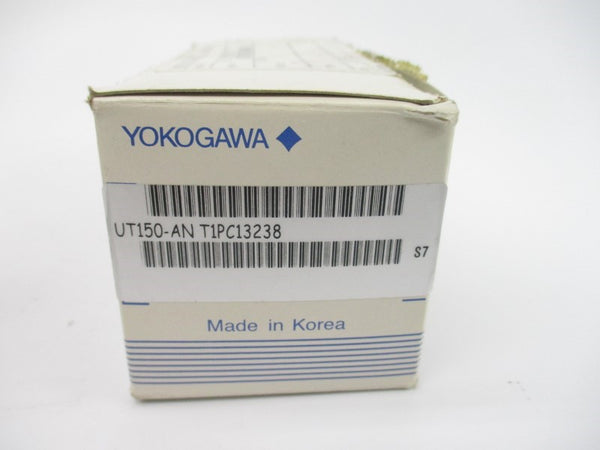 YOKOGAWA
UT150-AN T1PC13238
S7
Made in Korea